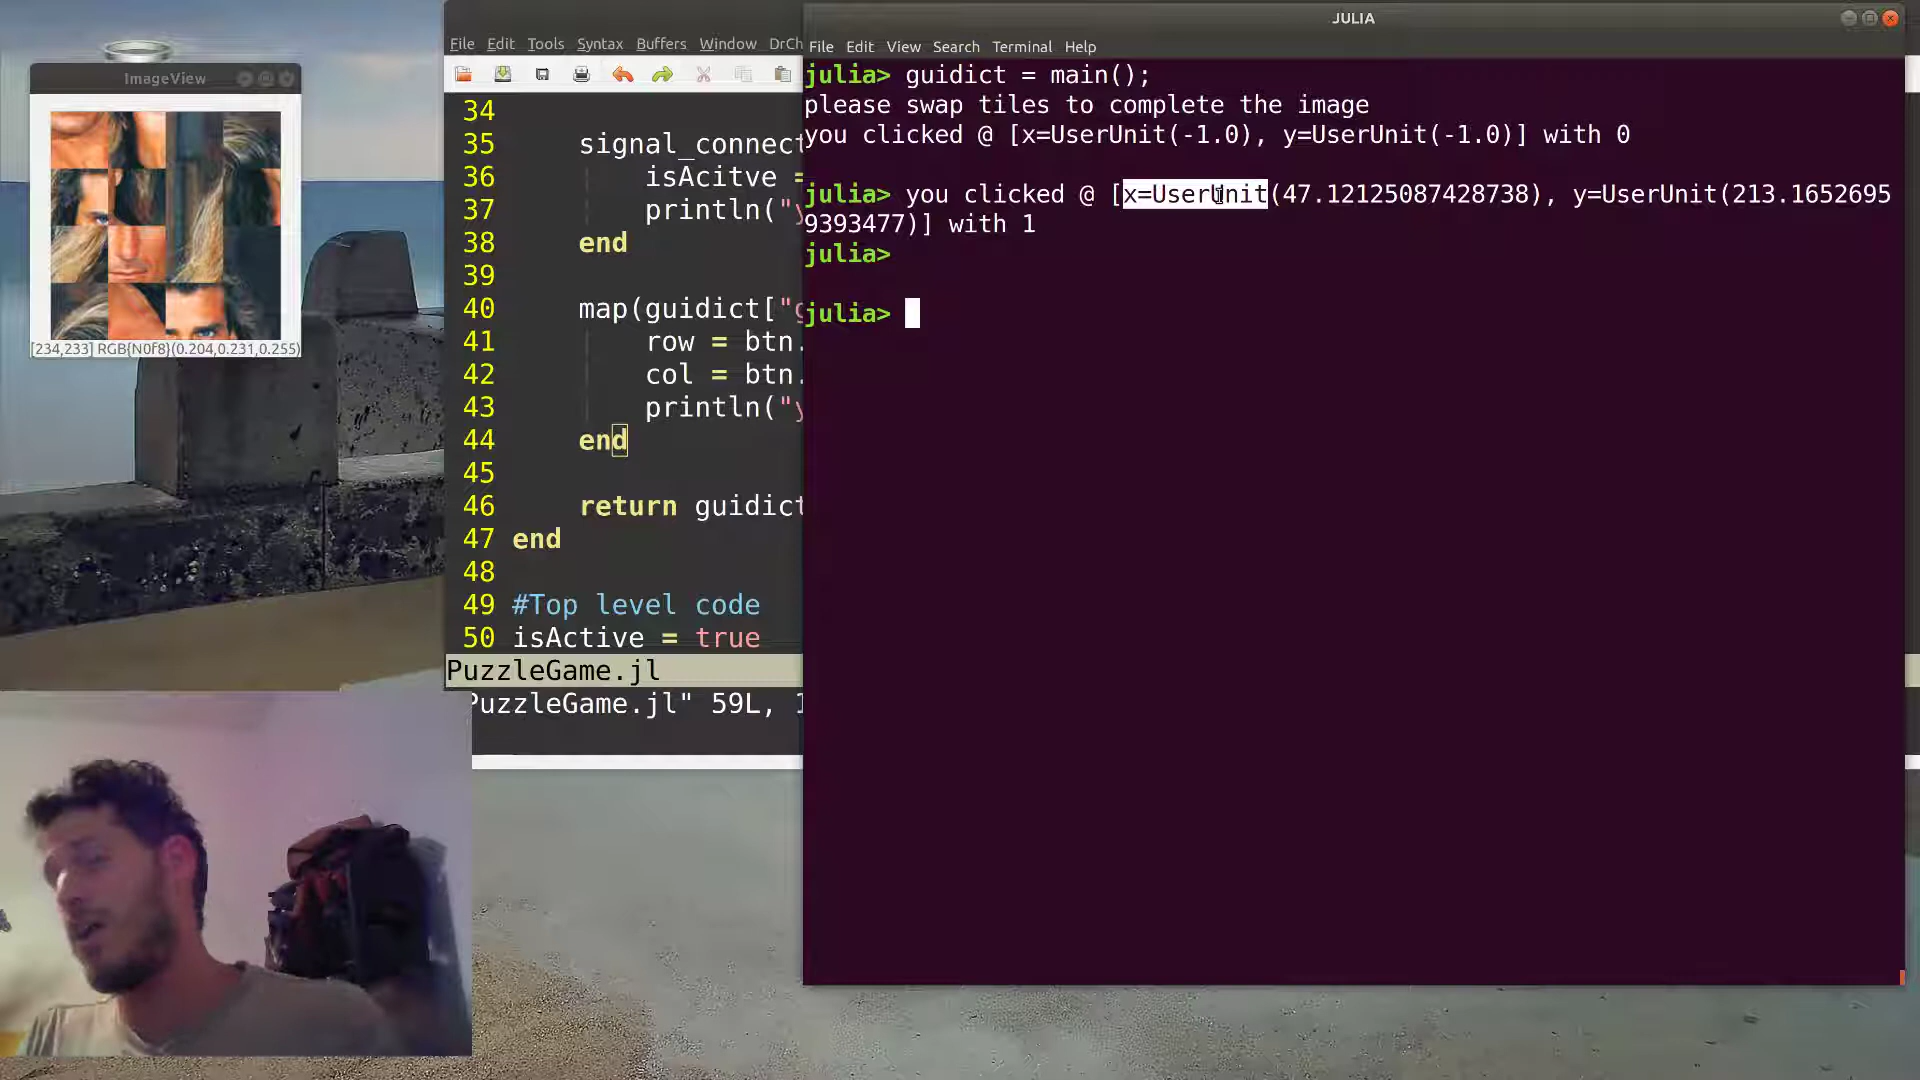 ImageView
[234,233] RGB{N0f8}(0.204,0.231,0.255)
File Edit Tools Syntax Buffers Window DrCh
34
35 signal_connect
36 isAcitve =
37 println("y
38 end
39
40 map(guidict["g
41 row = btn.
42 col = btn.
43 println("y
44 end
45
46 return guidict
47 end
48
49 #Top level code
50 isActive = true
PuzzleGame.jl
PuzzleGame.jl" 59L, 1
JULIA
File Edit View Search Terminal Help
julia> guidict = main();
please swap tiles to complete the image
you clicked @ [x=UserUnit(-1.0), y=UserUnit(-1.0)] with 0
julia> you clicked @ [x=UserUnit(47.12125087428738), y=UserUnit(213.1652695
9393477)] with 1
julia>
julia>